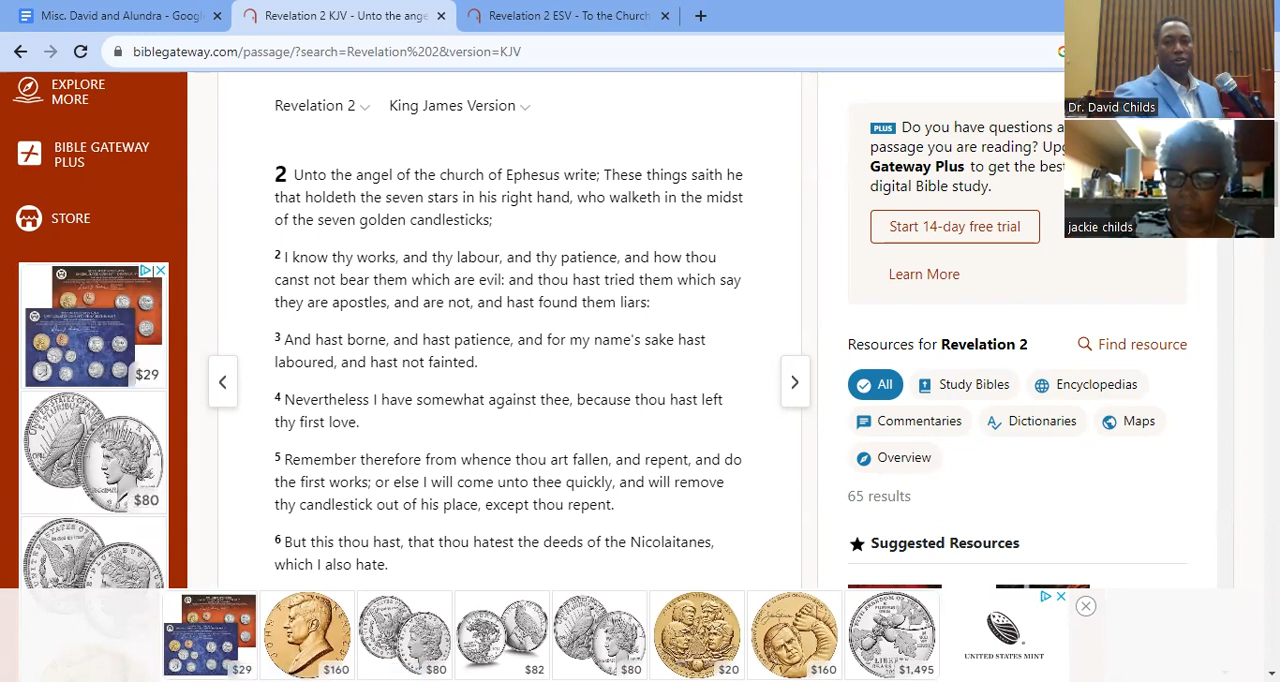 Misc. David and Alundra - Goog
Revelation 2 KJV - Unto the ange
Revelation 2 ESV - To the Church
biblegateway.com/passage/?search=Revelation%202&version=KJV
EXPLORE
MORE
BIBLE GATEWAY
PLUS
STORE
$29
$80
Revelation 2 King James Version
2 Unto the angel of the church of Ephesus write; These things saith he
that holdeth the seven stars in his right hand, who walketh in the midst
of the seven golden candlesticks;
2 I know thy works, and thy labour, and thy patience, and how thou
canst not bear them which are evil: and thou hast tried them which say
they are apostles, and are not, and hast found them liars:
3 And hast borne, and hast patience, and for my name's sake hast
laboured, and hast not fainted.
4 Nevertheless I have somewhat against thee, because thou hast left
thy first love.
5 Remember therefore from whence thou art fallen, and repent, and do
the first works; or else I will come unto thee quickly, and will remove
thy candlestick out of his place, except thou repent.
6 But this thou hast, that thou hatest the deeds of the Nicolaitanes,
which I also hate.
PLUS Do you have questions a
passage you are reading? Up
Gateway Plus to get the best
digital Bible study.
Start 14-day free trial
Learn More
Resources for Revelation 2
Find resource
All
Study Bibles
Encyclopedias
Commentaries
Dictionaries
Maps
Overview
65 results
Suggested Resources
Dr. David Childs
jackie childs
$29
$160
$80
$82
$80
$20
$160
$1,495
UNITED STATES MINT